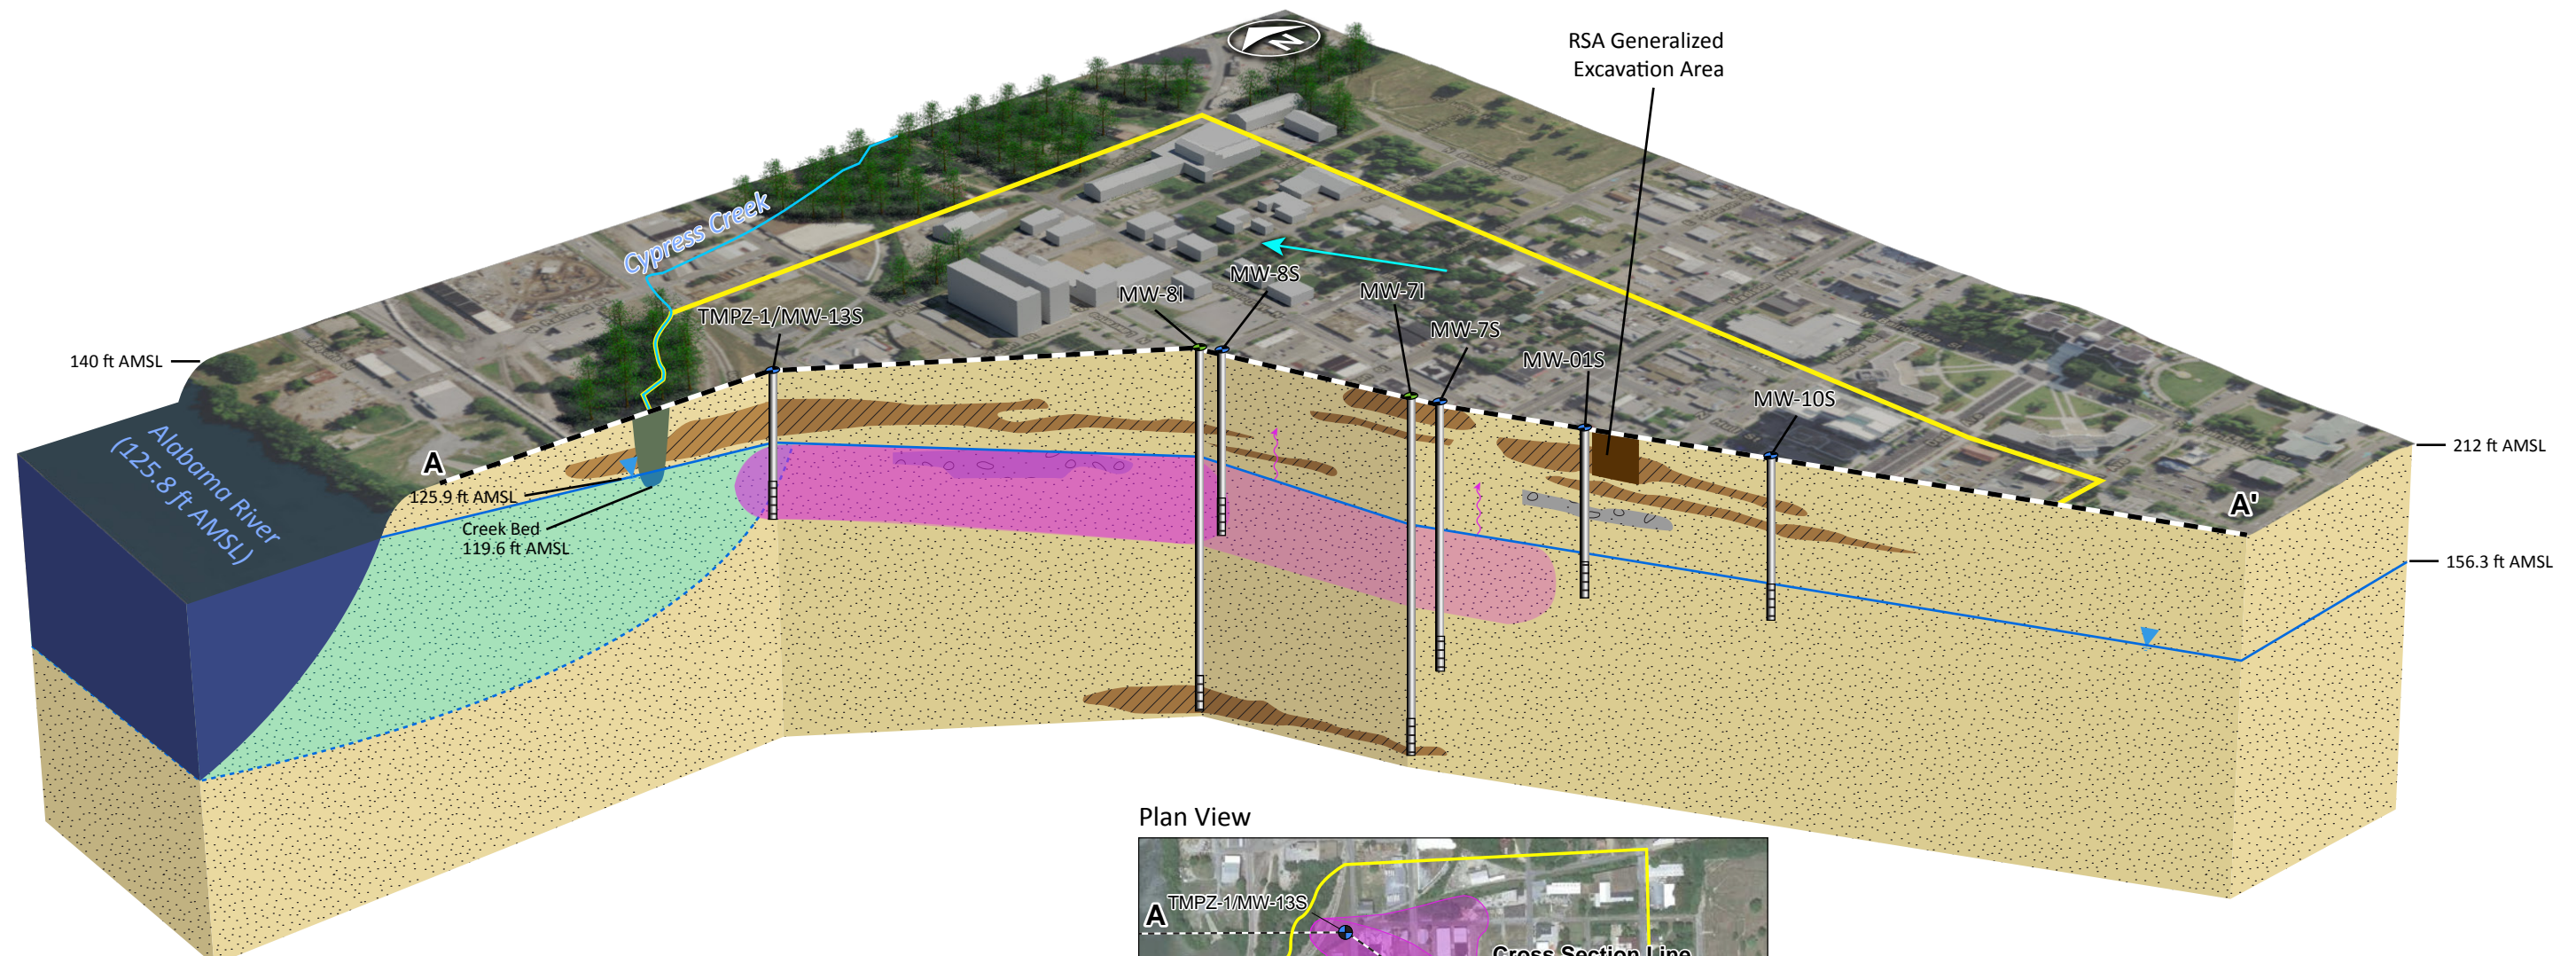 RSA Generalized
Excavation Area
N
Cypress Creek
MW-8S
MW-8I
MW-7I
TMPZ-1/MW-13S
MW-7S
MW-01S
MW-10S
140 ft AMSL
212 ft AMSL
Alabama River
(125.8 ft AMSL)
A
125.9 ft AMSL
Creek Bed
119.6 ft AMSL
A'
156.3 ft AMSL
Plan View
TMPZ-1/MW-13S
A
Cross Section Line